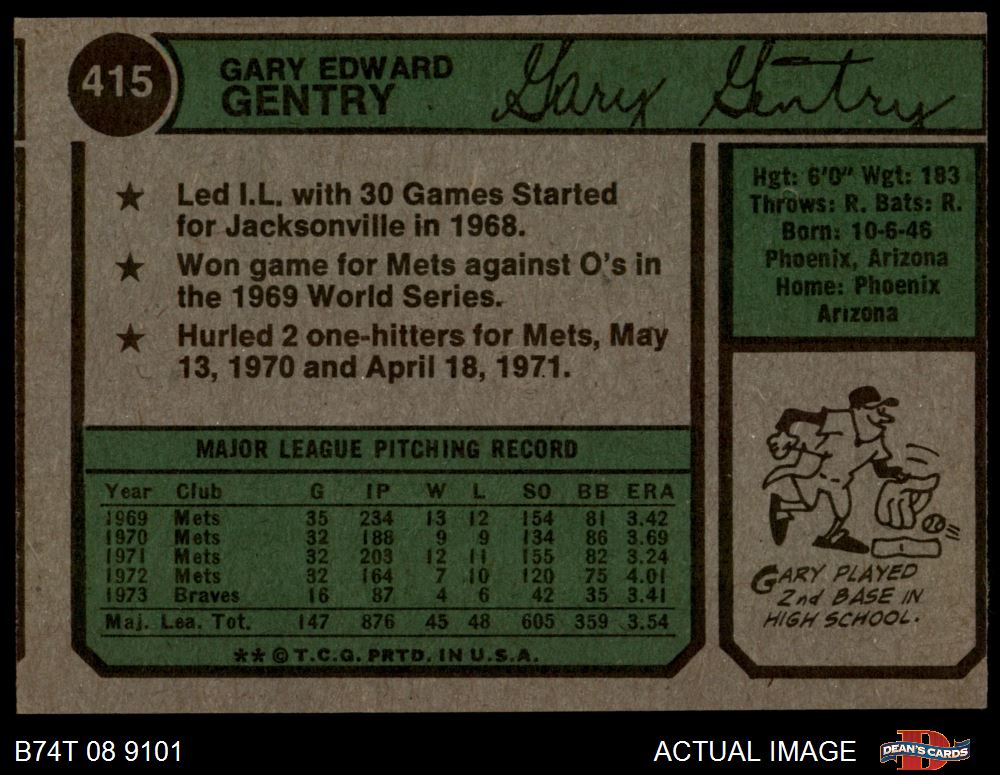 415
GARY EDWARD
GENTRY
Gary Gentry
★ Led I.L. with 30 Games Started
for Jacksonville in 1968.
★ Won game for Mets against O's in
the 1969 World Series.
★ Hurled 2 one-hitters for Mets, May
13, 1970 and April 18, 1971.
Hgt: 6'0" Wgt: 183
Throws: R. Bats: R.
Born: 10-6-46
Phoenix, Arizona
Home: Phoenix
Arizona
MAJOR LEAGUE PITCHING RECORD
Year Club G IP W L SO BB ERA
1969 Mets 35 234 13 12 154 81 3.42
1970 Mets 32 188 9 9 134 86 3.69
1971 Mets 32 203 12 11 155 82 3.24
1972 Mets 32 164 7 10 120 75 4.01
1973 Braves 16 87 4 6 42 35 3.41
Maj. Lea. Tot. 147 876 45 48 605 359 3.54
** © T.C.G. PRTD. IN U.S.A.
GARY PLAYED
2nd BASE IN
HIGH SCHOOL.
B74T 08 9101
ACTUAL IMAGE
D
DEAN'S CARDS